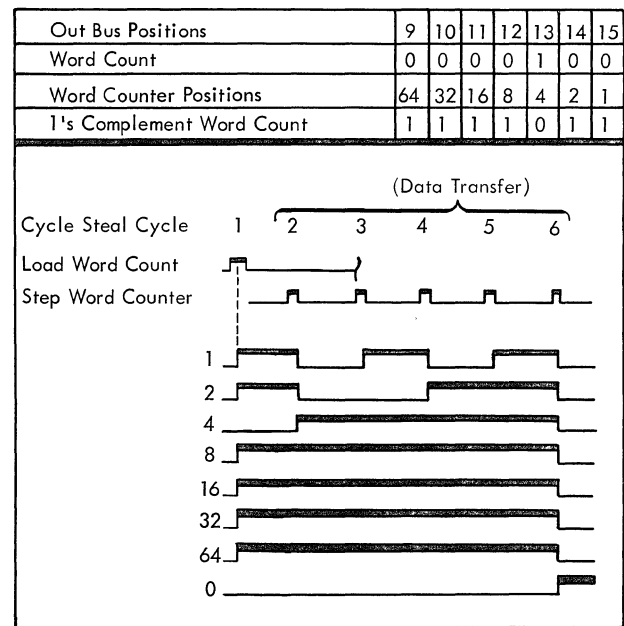 Out Bus Positions 9 10 11 12 13 14 15
Word Count 0 0 0 0 1 0 0
Word Counter Positions 64 32 16 8 4 2 1
1's Complement Word Count 1 1 1 1 0 1 1
(Data Transfer)
Cycle Steal Cycle 1 2 3 4 5 6
Load Word Count
Step Word Counter
1
2
4
8
16
32
64
0